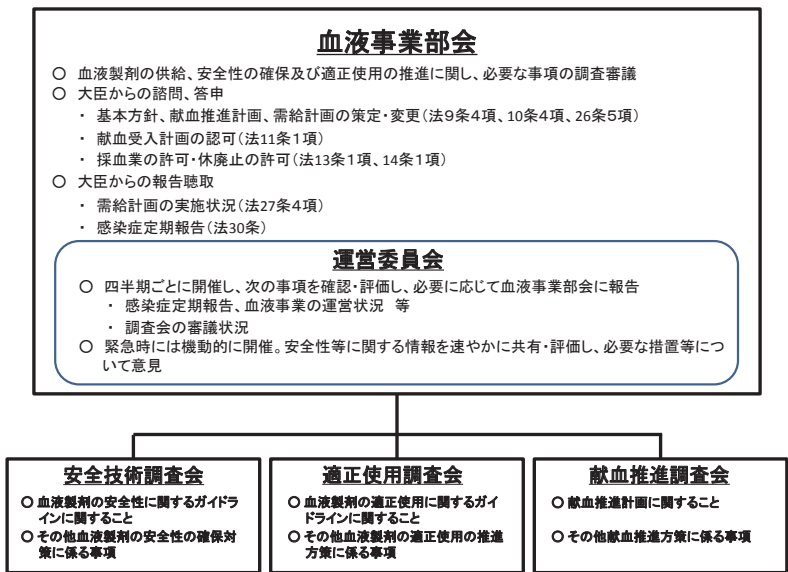 血液事業部会
○ 血液製剤の供給、安全性の確保及び適正使用の推進に関し、必要な事項の調査審議
○ 大臣からの諮問、答申
・ 基本方針、献血推進計画、需給計画の策定・変更(法9条4項、10条4項、26条5項)
・ 献血受入計画の認可(法11条1項)
・ 採血業の許可・休廃止の許可(法13条1項、14条1項)
○ 大臣からの報告聴取
・ 需給計画の実施状況(法27条4項)
・ 感染症定期報告(法30条)
運営委員会
○ 四半期ごとに開催し、次の事項を確認・評価し、必要に応じて血液事業部会に報告
・ 感染症定期報告、血液事業の運営状況 等
・ 調査会の審議状況
○ 緊急時には機動的に開催。安全性等に関する情報を速やかに共有・評価し、必要な措置等につ
いて意見
安全技術調査会
○ 血液製剤の安全性に関するガイドラ
インに関すること
○ その他血液製剤の安全性の確保対
策に係る事項
適正使用調査会
○ 血液製剤の適正使用に関するガイ
ドラインに関すること
○ その他血液製剤の適正使用の推進
方策に係る事項
献血推進調査会
○ 献血推進計画に関すること
○ その他献血推進方策に係る事項